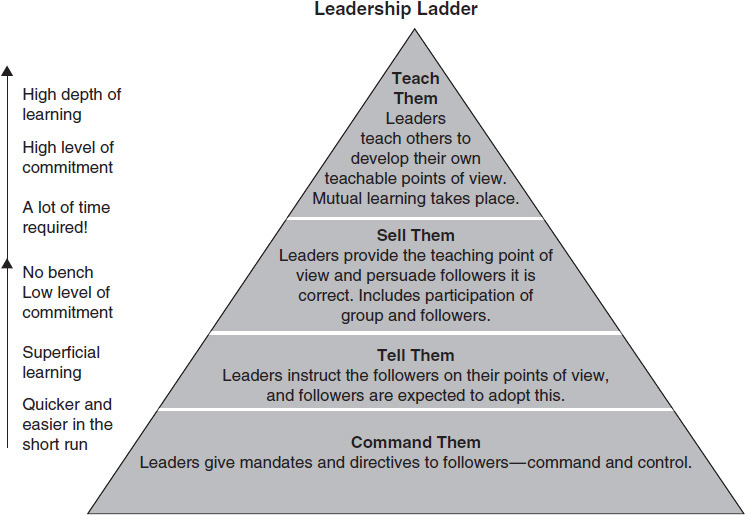 Leadership Ladder
High depth of
learning
High level of
commitment
A lot of time
required!
No bench
Low level of
commitment
Superficial
learning
Quicker and
easier in the
short run
Teach
Them
Leaders
teach others to
develop their own
teachable points of view.
Mutual learning takes place.
Sell Them
Leaders provide the teaching point of
view and persuade followers it is
correct. Includes participation of
group and followers.
Tell Them
Leaders instruct the followers on their points of view,
and followers are expected to adopt this.
Command Them
Leaders give mandates and directives to followers—command and control.